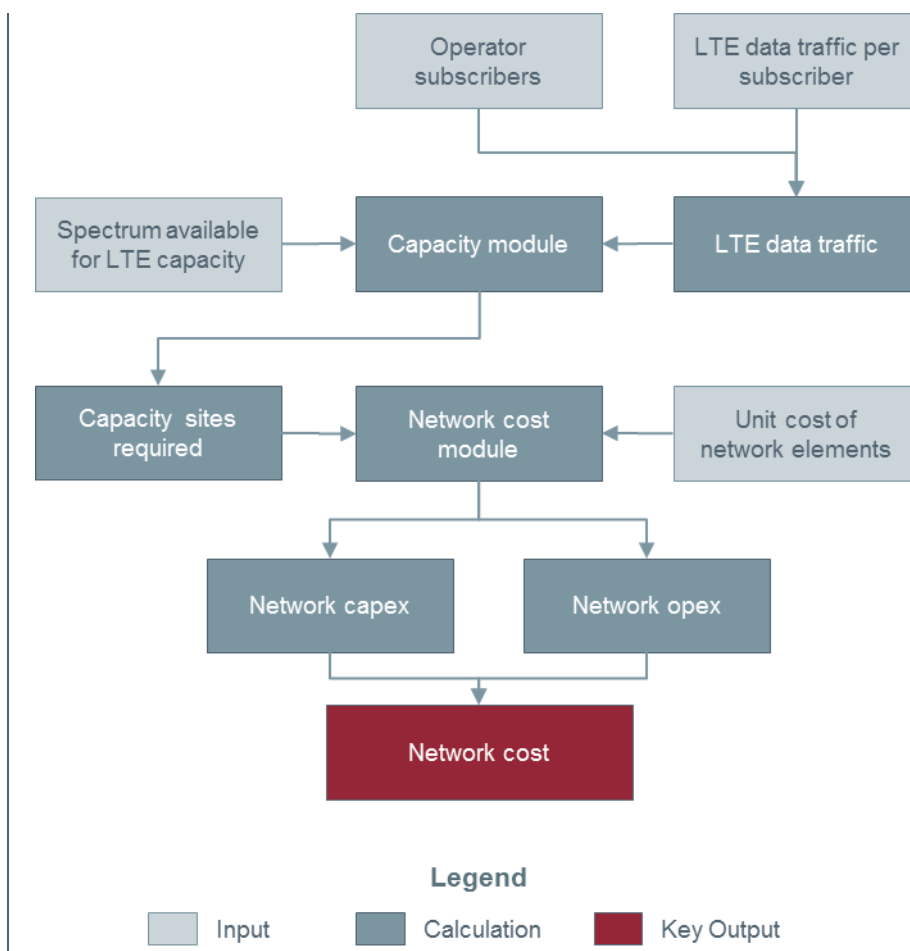 Operator
subscribers
LTE data traffic per
subscriber
Spectrum available
for LTE capacity
Capacity module
LTE data traffic
Capacity sites
required
Network cost
module
Unit cost of
network elements
Network capex
Network opex
Network cost
Legend
Input
Calculation
Key Output